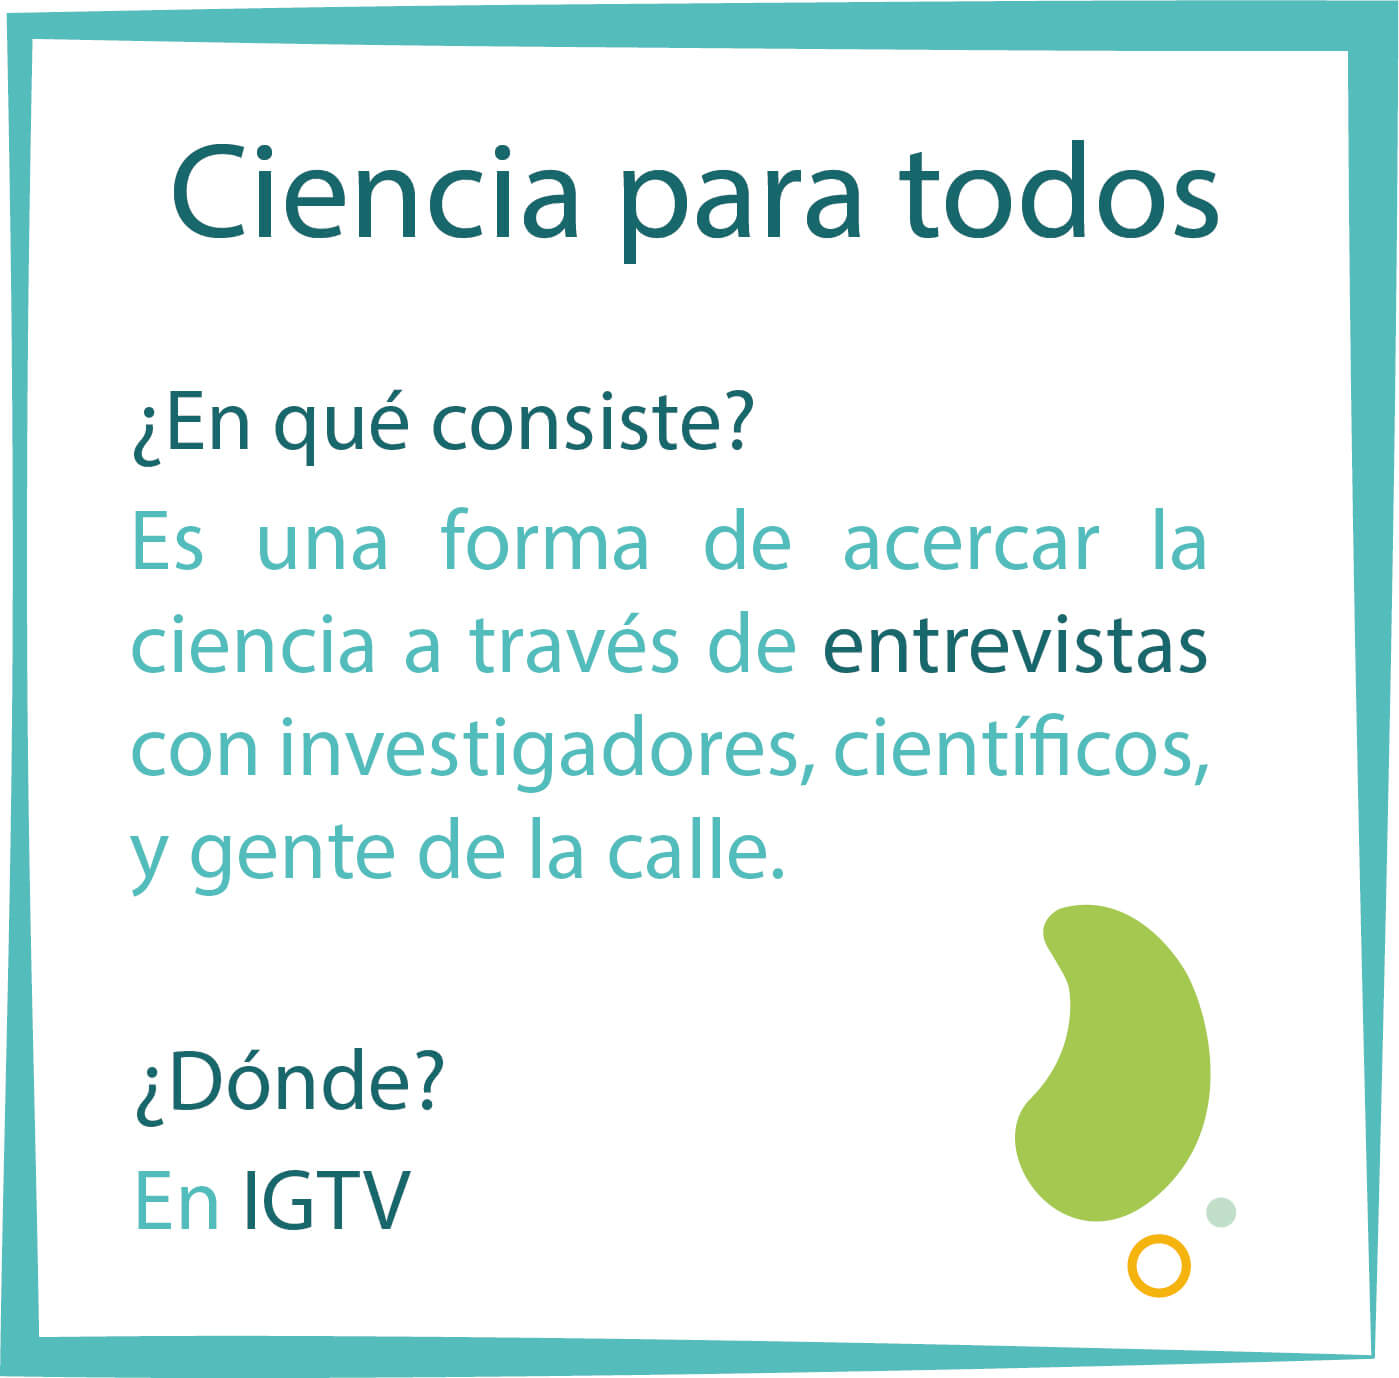 Ciencia para todos
¿En qué consiste?
Es una forma de acercar la
ciencia a través de entrevistas
con investigadores, científicos,
y gente de la calle.
¿Dónde?
En IGTV